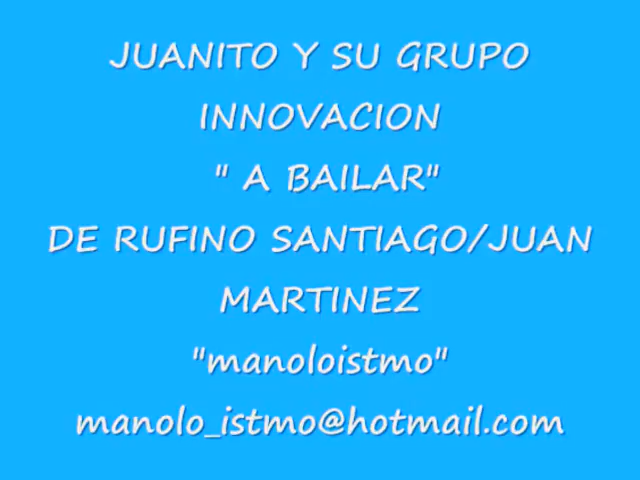 JUANITO Y SU GRUPO
INNOVACION
" A BAILAR"
DE RUFINO SANTIAGO/JUAN
MARTINEZ
"manoloistmo"
manolo_istmo@hotmail.com